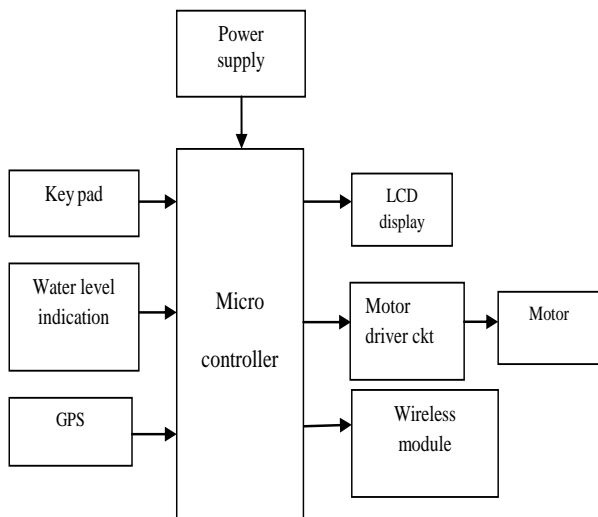 Power
supply
Key pad
LCD
display
Water level
indication
Micro
controller
Motor
driver ckt
Motor
GPS
Wireless
module